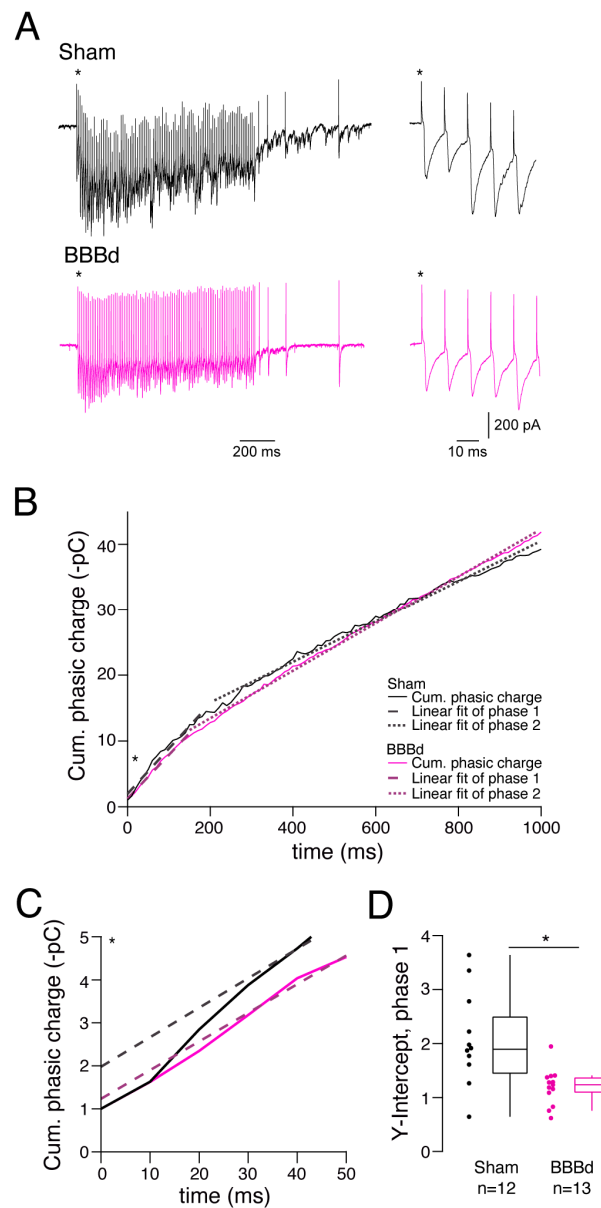 A
Sham
* *
BBBd
* *
200 pA
200 ms 10 ms
B
Cum. phasic charge (-pC)
40
30
20
10
0
*
Sham
Cum. phasic charge
Linear fit of phase 1
Linear fit of phase 2
BBBd
Cum. phasic charge
Linear fit of phase 1
Linear fit of phase 2
0 200 400 600 800 1000
time (ms)
C
Cum. phasic charge (-pC)
5
4
3
2
1
0
*
0 10 20 30 40 50
time (ms)
D
Y-Intercept, phase 1
4
3
2
1
0
*
Sham BBBd
n=12 n=13